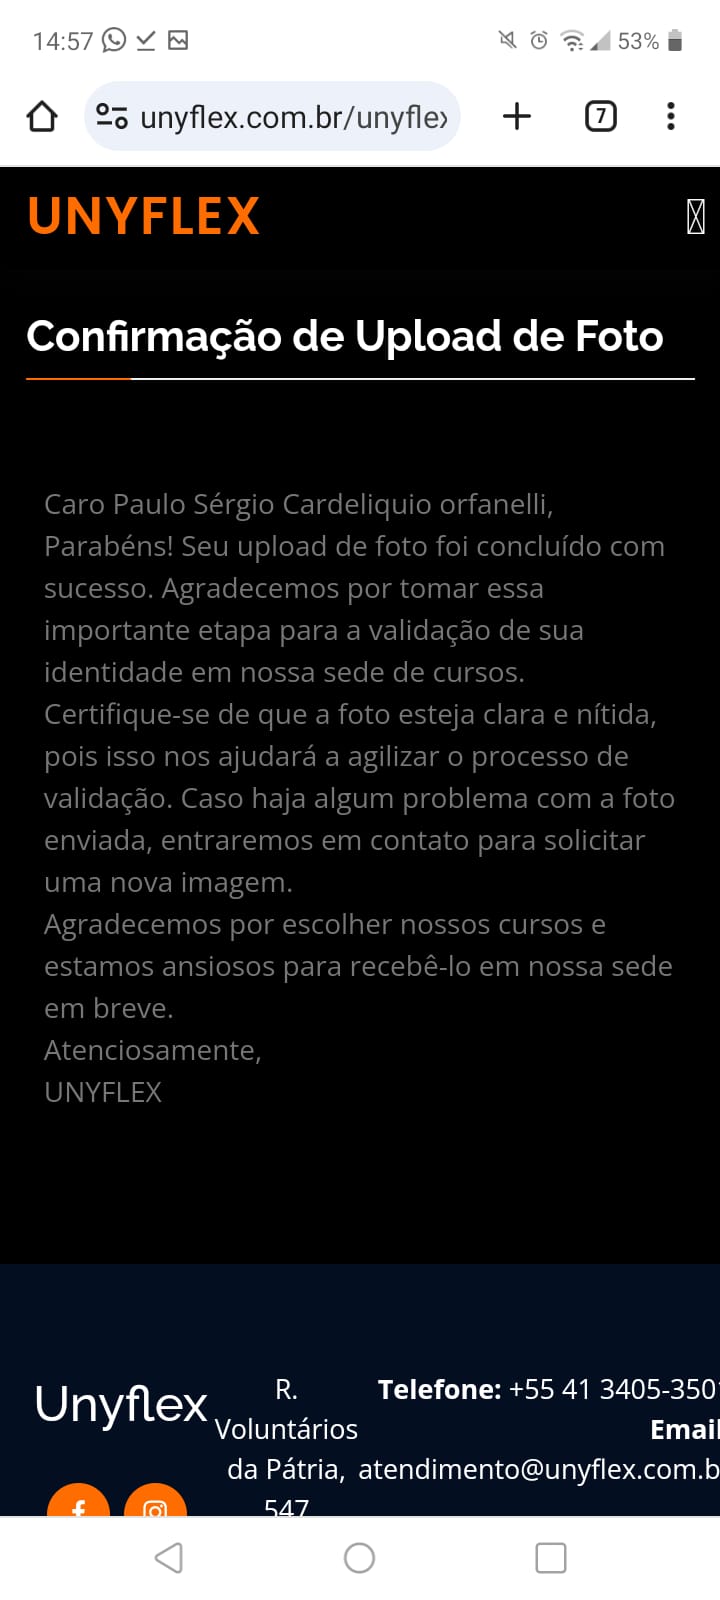 14:57
53%
unyflex.com.br/unyflex
7
UNYFLEX
Confirmação de Upload de Foto
Caro Paulo Sérgio Cardeliquio orfanelli,
Parabéns! Seu upload de foto foi concluído com
sucesso. Agradecemos por tomar essa
importante etapa para a validação de sua
identidade em nossa sede de cursos.
Certifique-se de que a foto esteja clara e nítida,
pois isso nos ajudará a agilizar o processo de
validação. Caso haja algum problema com a foto
enviada, entraremos em contato para solicitar
uma nova imagem.
Agradecemos por escolher nossos cursos e
estamos ansiosos para recebê-lo em nossa sede
em breve.
Atenciosamente,
UNYFLEX
Unyflex
R.
Voluntários
da Pátria,
547
Telefone: +55 41 3405-350
Email
atendimento@unyflex.com.b